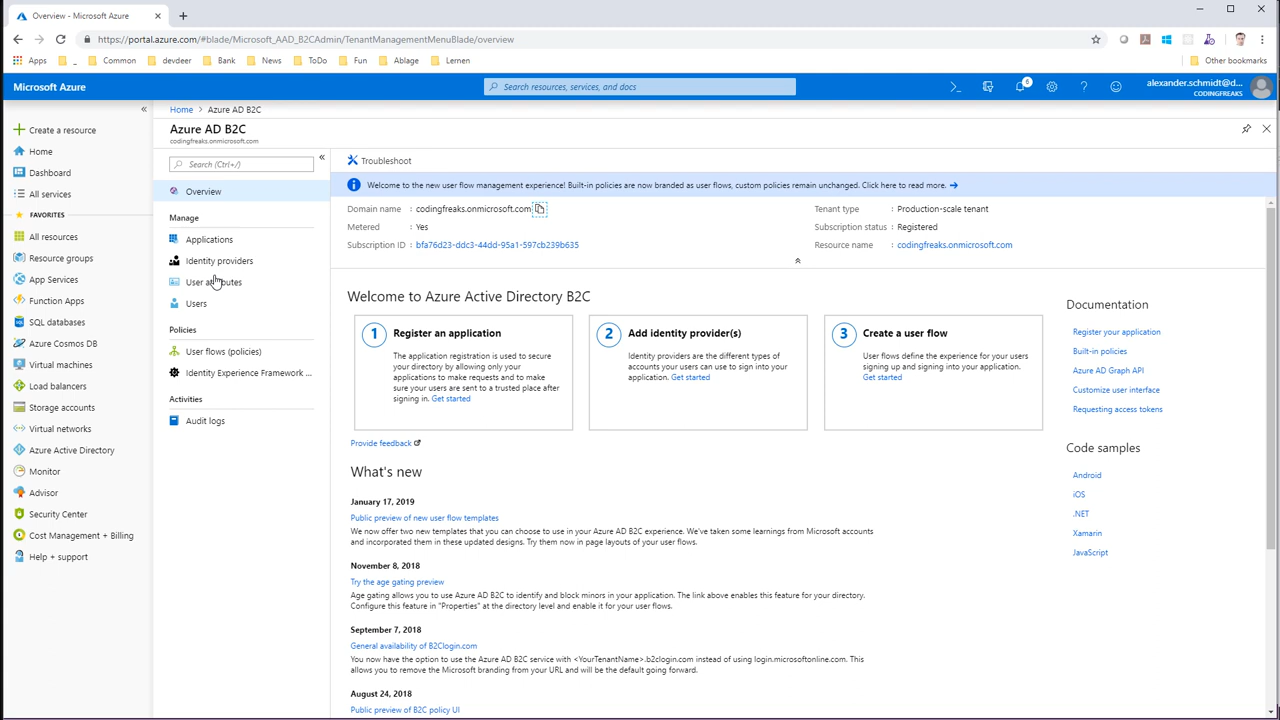 Overview - Microsoft Azure
https://portal.azure.com/#blade/Microsoft_AAD_B2CAdmin/TenantManagementMenuBlade/overview
Apps
_
Common
devdeer
Bank
News
ToDo
Fun
Ablage
Lernen
Other bookmarks
Microsoft Azure
Search resources, services, and docs
6
alexander.schmidt@d...
CODINGFREAKS
Create a resource
Home
Dashboard
All services
FAVORITES
All resources
Resource groups
App Services
Function Apps
SQL databases
Azure Cosmos DB
Virtual machines
Load balancers
Storage accounts
Virtual networks
Azure Active Directory
Monitor
Advisor
Security Center
Cost Management + Billing
Help + support
Home
Azure AD B2C
Azure AD B2C
codingfreaks.onmicrosoft.com
Search (Ctrl+/)
Overview
Manage
Applications
Identity providers
User attributes
Users
Policies
User flows (policies)
Identity Experience Framework ...
Activities
Audit logs
Troubleshoot
Welcome to the new user flow management experience! Built-in policies are now branded as user flows, custom policies remain unchanged. Click here to read more.
Domain name : codingfreaks.onmicrosoft.com
Metered : Yes
Subscription ID : bfa76d23-ddc3-44dd-95a1-597cb239b635
Tenant type : Production-scale tenant
Subscription status : Registered
Resource name : codingfreaks.onmicrosoft.com
Welcome to Azure Active Directory B2C
1 Register an application
The application registration is used to secure
your directory by allowing only your
applications to make requests and to make
sure your users are sent to a trusted place after
signing in. Get started
2 Add identity provider(s)
Identity providers are the different types of
accounts your users can use to sign into your
application. Get started
3 Create a user flow
User flows define the experience for your users
signing up and signing into your application.
Get started
Provide feedback
What's new
January 17, 2019
Public preview of new user flow templates
We now offer two new templates that you can choose to use in your Azure AD B2C experience. We've taken some learnings from Microsoft accounts
and incorporated them in these updated designs. Try them now in page layouts of your user flows.
November 8, 2018
Try the age gating preview
Age gating allows you to use Azure AD B2C to identify and block minors in your application. The link above enables this feature for your directory.
Configure this feature in "Properties" at the directory level and enable it for your user flows.
September 7, 2018
General availability of B2Clogin.com
You now have the option to use the Azure AD B2C service with <YourTenantName>.b2clogin.com instead of using login.microsoftonline.com. This
allows you to remove the Microsoft branding from your URL and will be the default going forward.
August 24, 2018
Public preview of B2C policy UI
Documentation
Register your application
Built-in policies
Azure AD Graph API
Customize user interface
Requesting access tokens
Code samples
Android
iOS
.NET
Xamarin
JavaScript